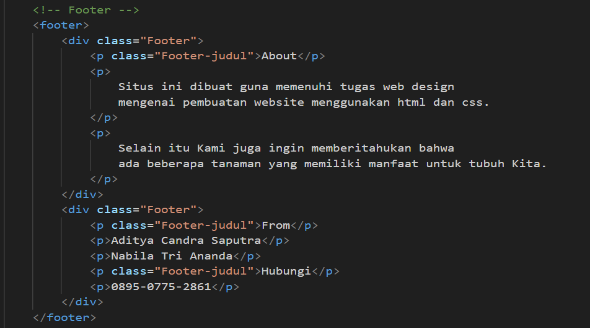 <!-- Footer -->
<footer>
<div class="Footer">
<p class="Footer-judul">About</p>
<p>
Situs ini dibuat guna memenuhi tugas web design
mengenai pembuatan website menggunakan html dan css.
</p>
<p>
Selain itu Kami juga ingin memberitahukan bahwa
ada beberapa tanaman yang memiliki manfaat untuk tubuh Kita.
</p>
</div>
<div class="Footer">
<p class="Footer-judul">From</p>
<p>Aditya Candra Saputra</p>
<p>Nabila Tri Ananda</p>
<p class="Footer-judul">Hubungi</p>
<p>0895-0775-2861</p>
</div>
</footer>